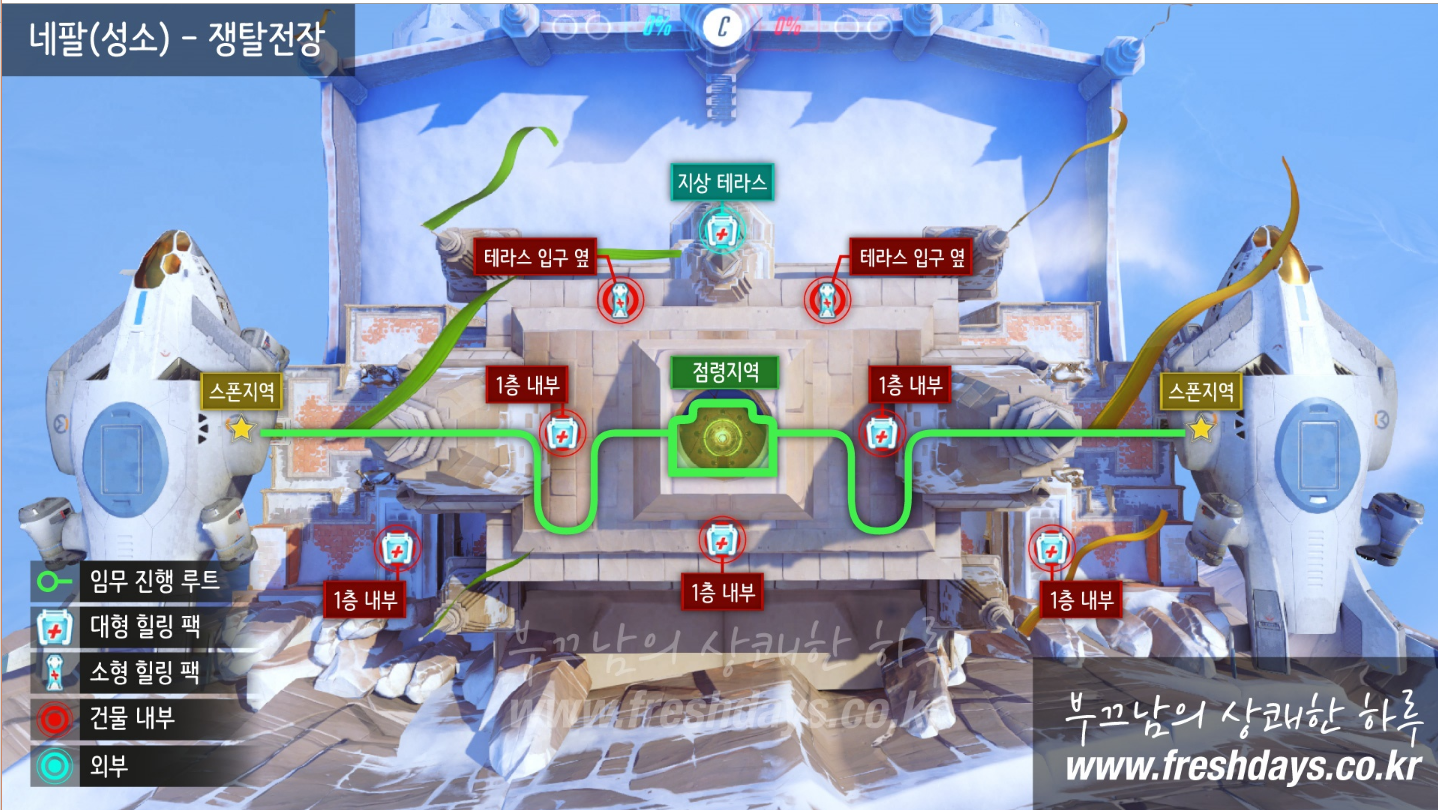 네팔(성소) - 쟁탈전장
0%
C
0%
지상 테라스
테라스 입구 옆
테라스 입구 옆
점령지역
1층 내부
1층 내부
스폰지역
스폰지역
1층 내부
1층 내부
1층 내부
임무 진행 루트
대형 힐링 팩
소형 힐링 팩
건물 내부
외부
부끄남의 상쾌한 하루
www.freshdays.co.kr
부끄남의 상쾌한 하루
www.freshdays.co.kr